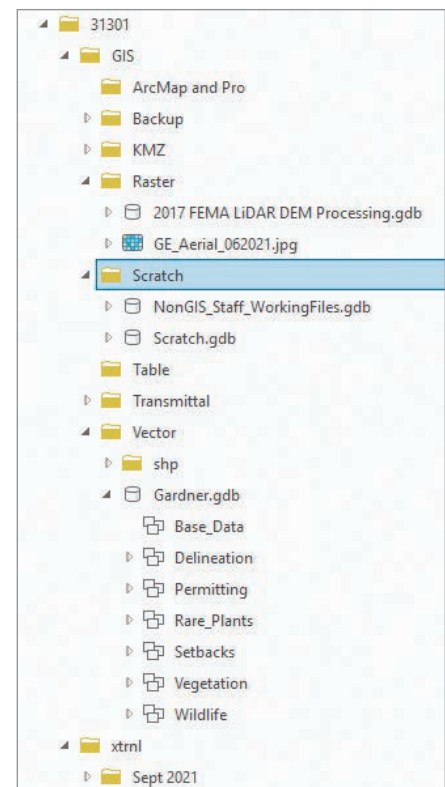 31301
GIS
ArcMap and Pro
Backup
KMZ
Raster
2017 FEMA LiDAR DEM Processing.gdb
GE_Aerial_062021.jpg
Scratch
NonGIS_Staff_WorkingFiles.gdb
Scratch.gdb
Table
Transmittal
Vector
shp
Gardner.gdb
Base_Data
Delineation
Permitting
Rare_Plants
Setbacks
Vegetation
Wildlife
xtrnl
Sept 2021